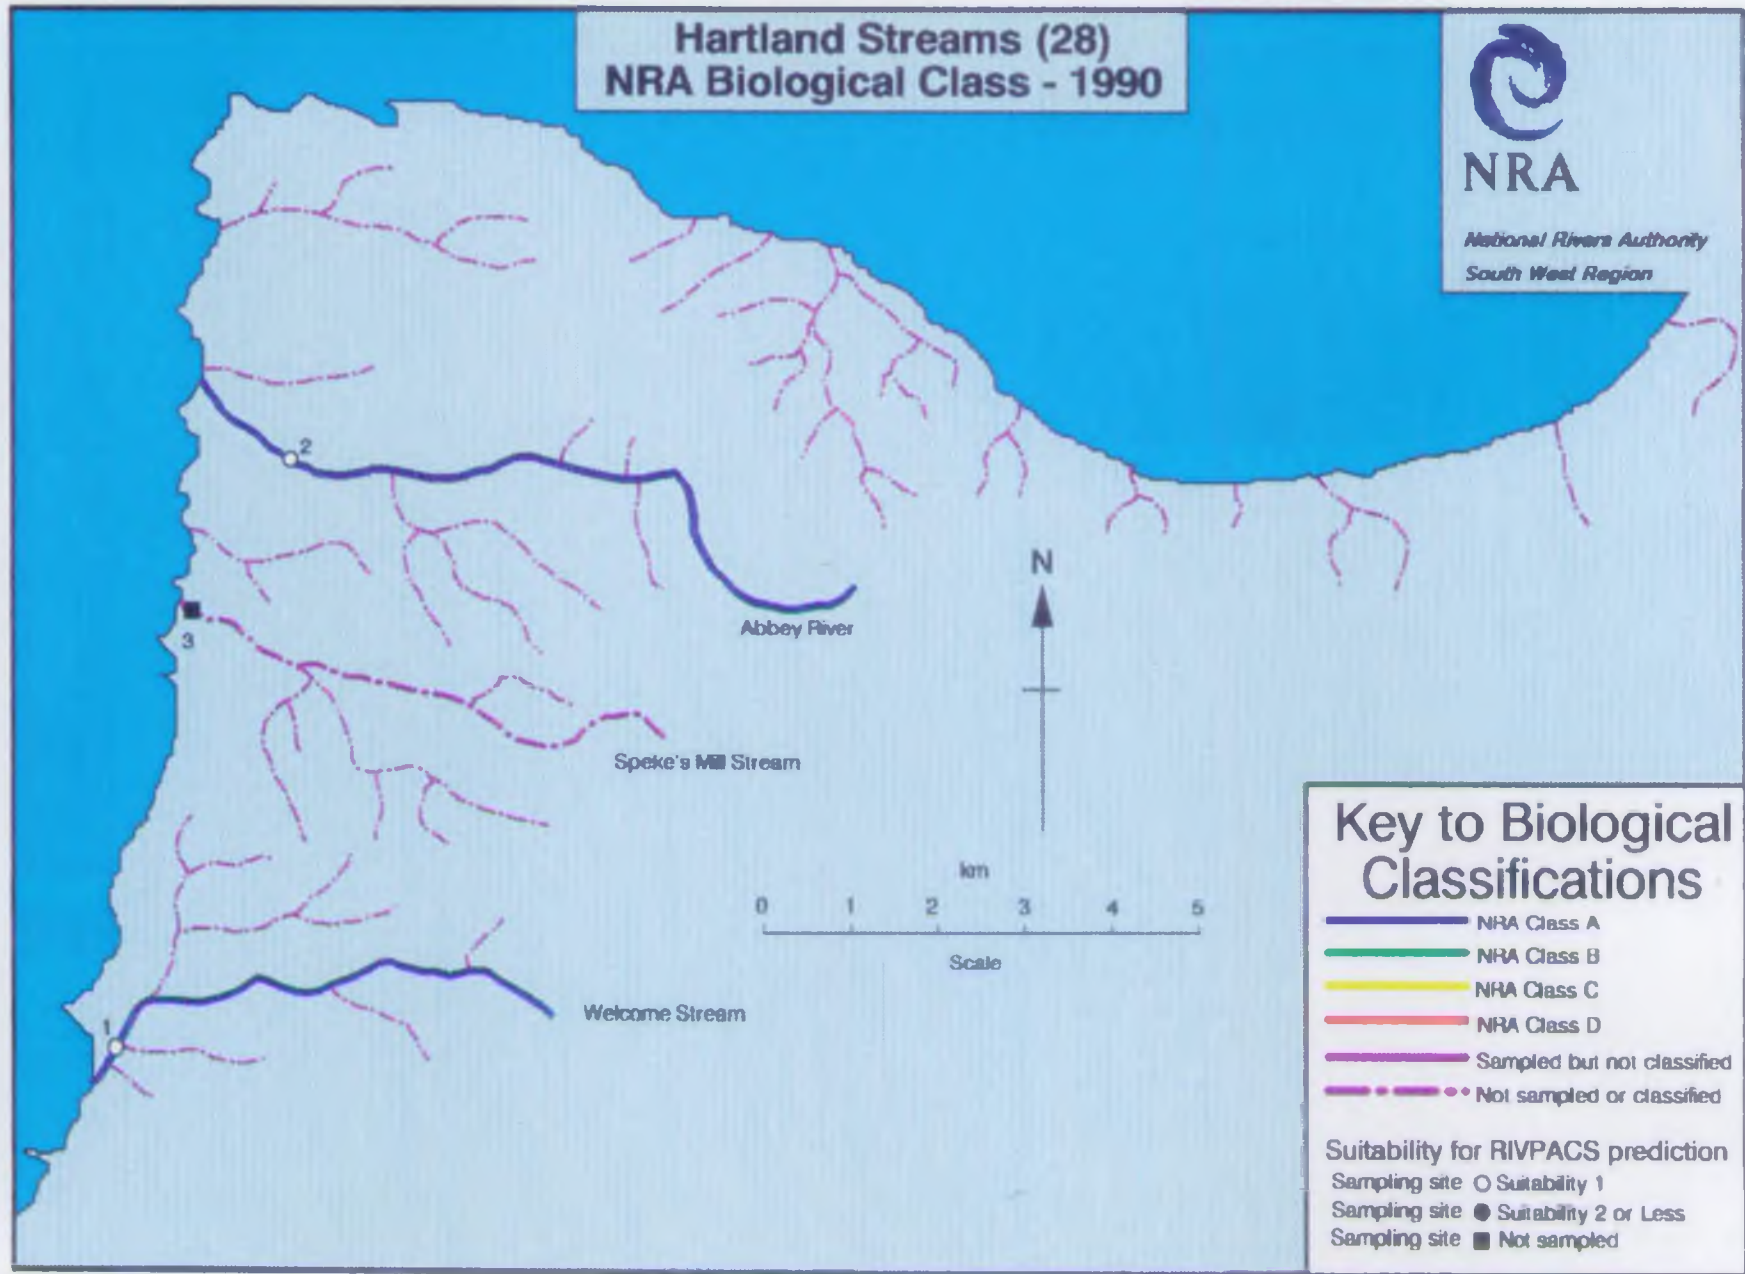 Hartland Streams (28)
NRA Biological Class - 1990
NRA
National Rivers Authority
South West Region
2
Abbey River
N
3
Speke's Mill Stream
km
0 1 2 3 4 5
Scale
Welcome Stream
1
Key to Biological
Classifications
NRA Class A
NRA Class B
NRA Class C
NRA Class D
Sampled but not classified
Not sampled or classified
Suitability for RIVPACS prediction
Sampling site Suitability 1
Sampling site Suitability 2 or Less
Sampling site Not sampled